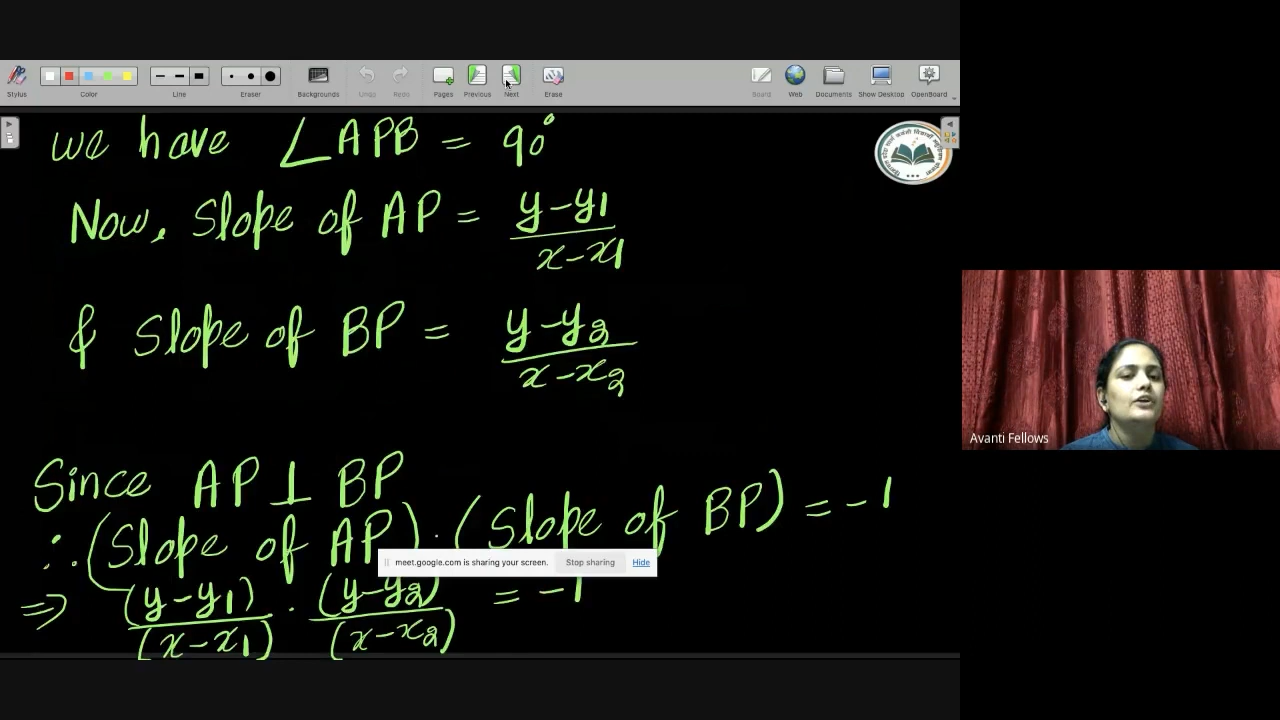 Stylus Color Line Eraser Backgrounds Undo Redo Pages Previous Next Erase Board Web Documents Show Desktop OpenBoard
we have ∠APB = 90°
Now, Slope of AP = y-y1 / x-x1
& Slope of BP = y-y2 / x-x2
Since AP ⊥ BP
∴ (Slope of AP) · (Slope of BP) = -1
meet.google.com is sharing your screen. Stop sharing Hide
⇒ (y-y1) / (x-x1) · (y-y2) / (x-x2) = -1
Avanti Fellows